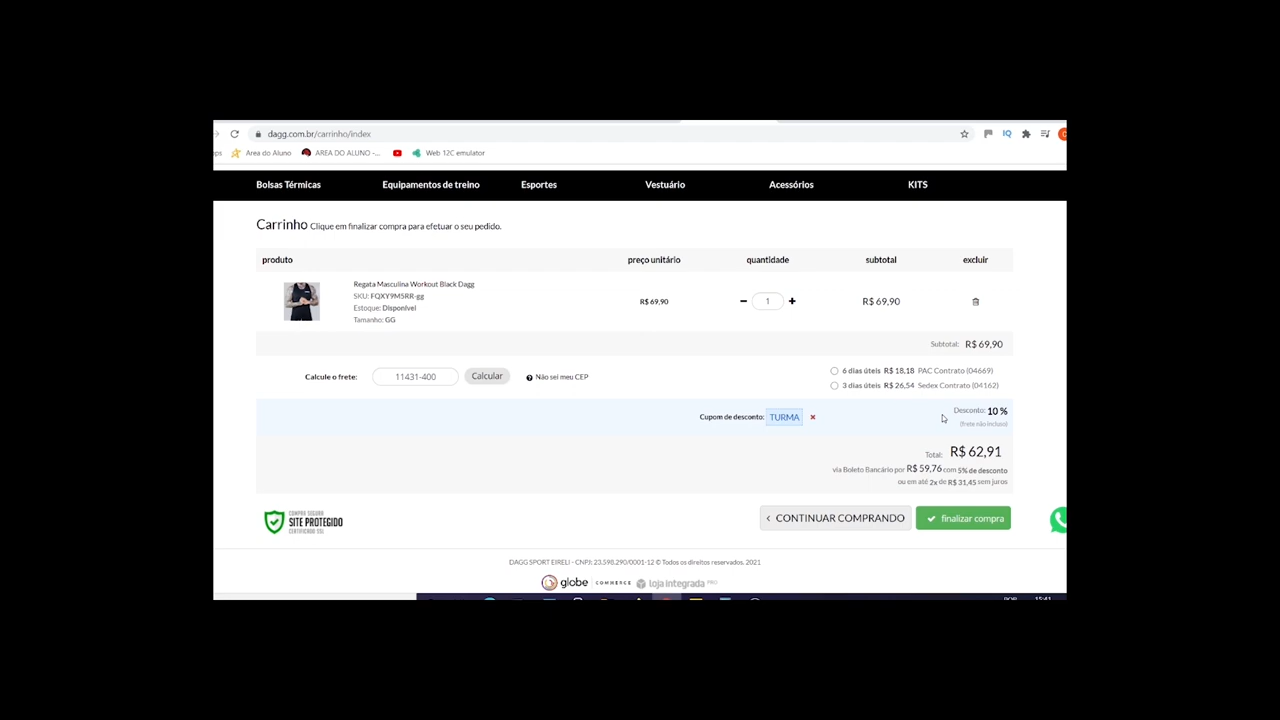 dagg.com.br/carrinho/index
IQ
Area do Aluno AREA DO ALUNO -... Web 12C emulator
Bolsas Térmicas Equipamentos de treino Esportes Vestuário Acessórios KITS
Carrinho Clique em finalizar compra para efetuar o seu pedido.
produto preço unitário quantidade subtotal excluir
Regata Masculina Workout Black Dagg
SKU: FQXY9M5RR-gg
Estoque: Disponível
Tamanho: GG
R$ 69,90 1 R$ 69,90
Subtotal: R$ 69,90
Calcule o frete: 11431-400 Calcular Não sei meu CEP
6 dias úteis R$ 18,18 PAC Contrato (04669)
3 dias úteis R$ 26,54 Sedex Contrato (04162)
Cupom de desconto: TURMA
Desconto: 10 %
(frete não incluso)
Total: R$ 62,91
via Boleto Bancário por R$ 59,76 com 5% de desconto
ou em até 2x de R$ 31,45 sem juros
COMPRA SEGURA
SITE PROTEGIDO
CERTIFICADO SSL
CONTINUAR COMPRANDO finalizar compra
DAGG SPORT EIRELI - CNPJ: 23.598.290/0001-12 © Todos os direitos reservados. 2021
globe COMMERCE loja integrada PRO